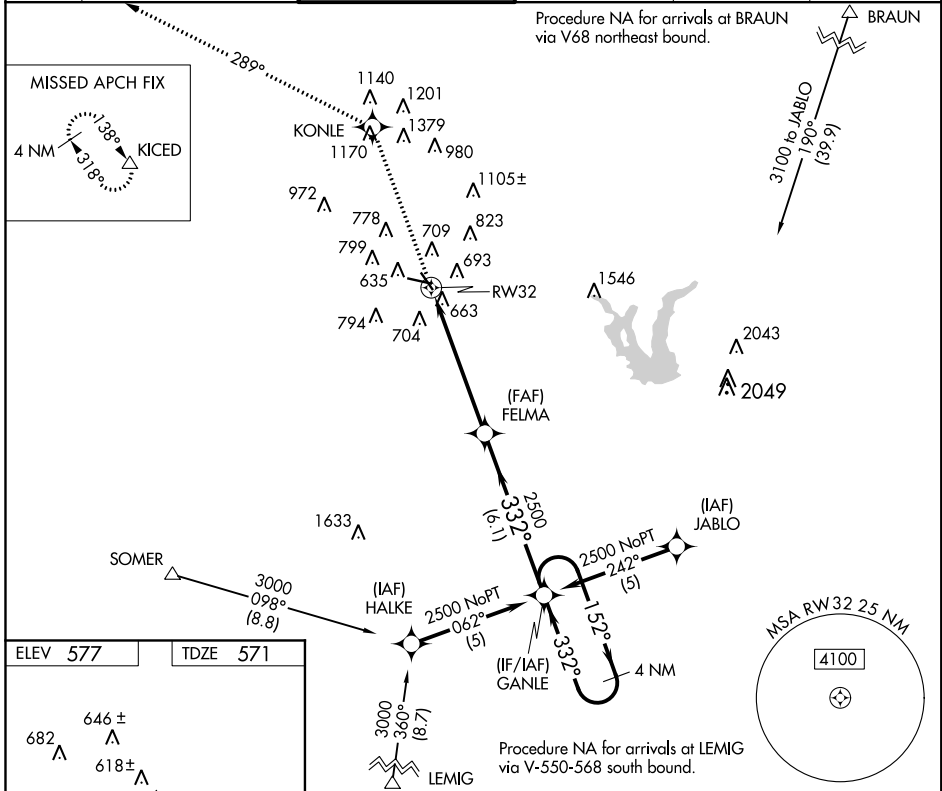 Procedure NA for arrivals at BRAUN
via V68 northeast bound.
BRAUN
3100 to JABLO
190°
(39.9)
289°
MISSED APCH FIX
4 NM
138°
318°
KICED
1140
1201
KONLE
1379
1170
980
1105±
972
778
709
823
799
693
635
RW32
663
794
704
1546
2043
2049
(FAF)
FELMA
2500
332°
(6.1)
1633
(IAF)
JABLO
2500 NoPT
242°
(5)
SOMER
3000
098°
(8.8)
(IAF)
HALKE
2500 NoPT
062°
(5)
152°
332°
4 NM
(IF/IAF)
GANLE
MSA RW32 25 NM
4100
3000
360°
(8.7)
LEMIG
Procedure NA for arrivals at LEMIG
via V-550-568 south bound.
ELEV 577
TDZE 571
646±
682
618±